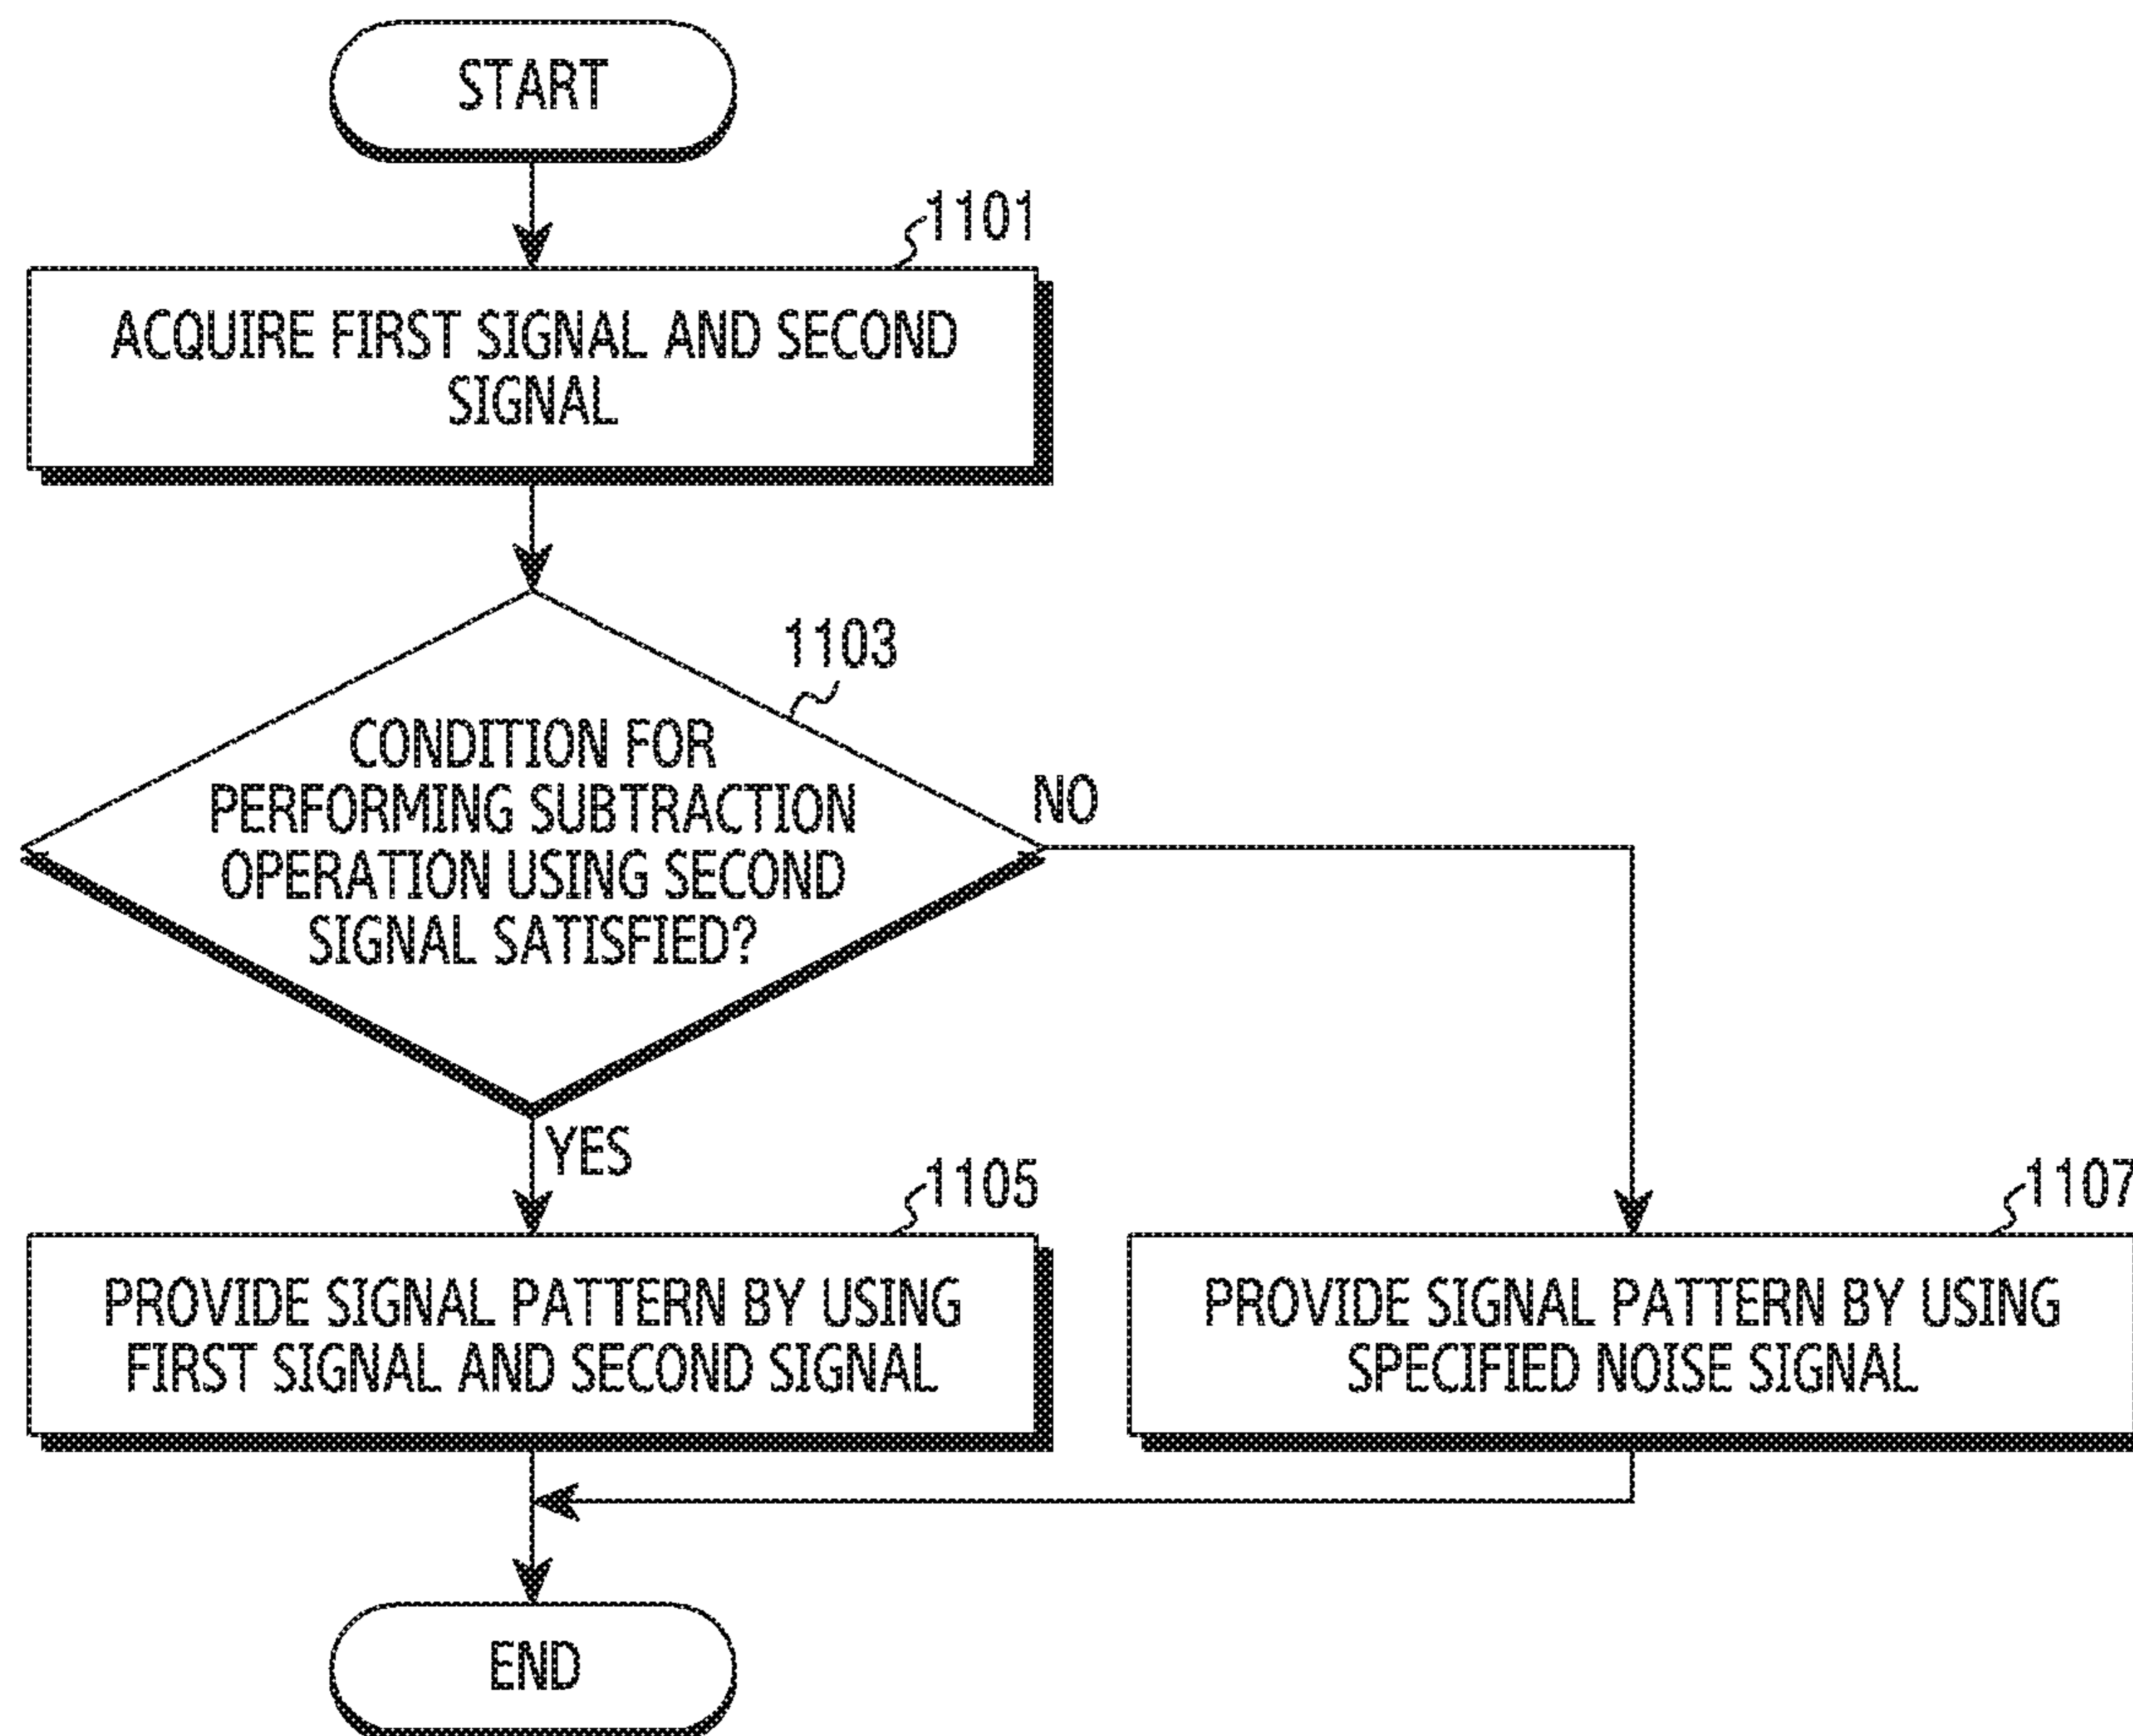 START
1101
ACQUIRE FIRST SIGNAL AND SECOND
SIGNAL
1103
CONDITION FOR
PERFORMING SUBTRACTION
OPERATION USING SECOND
SIGNAL SATISFIED?
NO
YES
1105
PROVIDE SIGNAL PATTERN BY USING
FIRST SIGNAL AND SECOND SIGNAL
1107
PROVIDE SIGNAL PATTERN BY USING
SPECIFIED NOISE SIGNAL
END